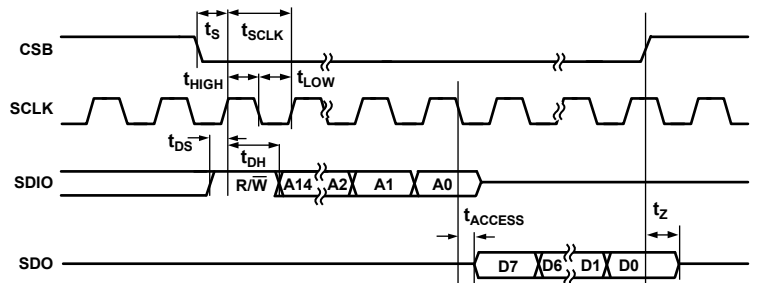 tS tSCLK
CSB
tHIGH tLOW
SCLK
tDS tDH
SDIO R/W̅ A14 A2 A1 A0
tACCESS tZ
SDO D7 D6 D1 D0